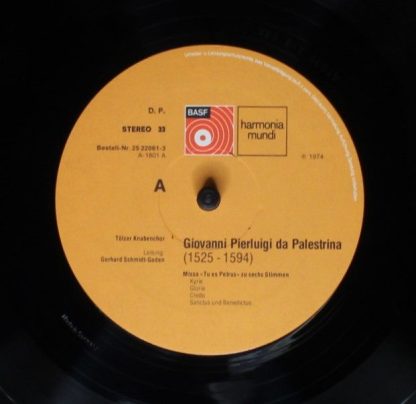 D. P.
STEREO 33
Bestell-Nr. 25 22061-3
A-1601 A
BASF
harmonia
mundi
℗ 1974
A
Tölzer Knabenchor
Leitung:
Gerhard Schmidt-Gaden
Giovanni Pierluigi da Palestrina
(1525 - 1594)
Missa «Tu es Petrus» zu sechs Stimmen
Kyrie
Gloria
Credo
Sanctus und Benedictus